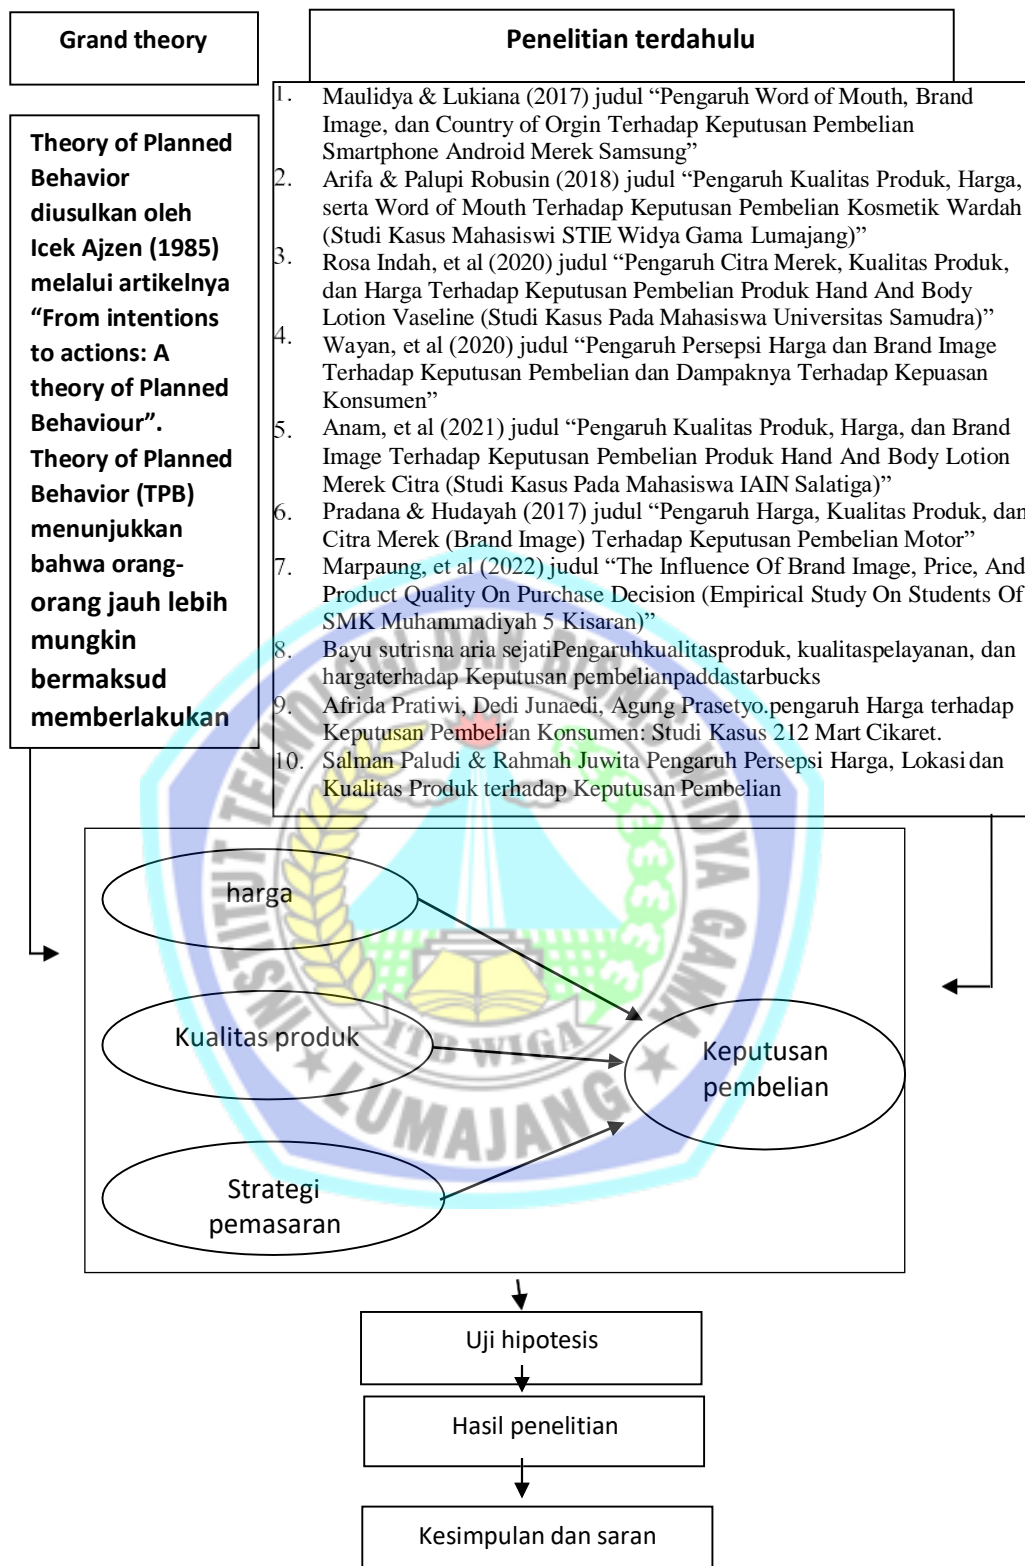 Grand theory
Penelitian terdahulu
Theory of Planned
Behavior
diusulkan oleh
Icek Ajzen (1985)
melalui artikelnya
“From intentions
to actions: A
theory of Planned
Behaviour”.
Theory of Planned
Behavior (TPB)
menunjukkan
bahwa orang-
orang jauh lebih
mungkin
bermaksud
memberlakukan
1. Maulidya & Lukiana (2017) judul “Pengaruh Word of Mouth, Brand
Image, dan Country of Orgin Terhadap Keputusan Pembelian
Smartphone Android Merek Samsung”
2. Arifa & Palupi Robusin (2018) judul “Pengaruh Kualitas Produk, Harga,
serta Word of Mouth Terhadap Keputusan Pembelian Kosmetik Wardah
(Studi Kasus Mahasiswi STIE Widya Gama Lumajang)”
3. Rosa Indah, et al (2020) judul “Pengaruh Citra Merek, Kualitas Produk,
dan Harga Terhadap Keputusan Pembelian Produk Hand And Body
Lotion Vaseline (Studi Kasus Pada Mahasiswa Universitas Samudra)”
4. Wayan, et al (2020) judul “Pengaruh Persepsi Harga dan Brand Image
Terhadap Keputusan Pembelian dan Dampaknya Terhadap Kepuasan
Konsumen”
5. Anam, et al (2021) judul “Pengaruh Kualitas Produk, Harga, dan Brand
Image Terhadap Keputusan Pembelian Produk Hand And Body Lotion
Merek Citra (Studi Kasus Pada Mahasiswa IAIN Salatiga)”
6. Pradana & Hudayah (2017) judul “Pengaruh Harga, Kualitas Produk, dan
Citra Merek (Brand Image) Terhadap Keputusan Pembelian Motor”
7. Marpaung, et al (2022) judul “The Influence Of Brand Image, Price, And
Product Quality On Purchase Decision (Empirical Study On Students Of
SMK Muhammadiyah 5 Kisaran)”
8. Bayu sutrisna aria sejatiPengaruhkualitasproduk, kualitaspelayanan, dan
hargaterhadap Keputusan pembelianpaddastarbucks
9. Afrida Pratiwi, Dedi Junaedi, Agung Prasetyo.pengaruh Harga terhadap
Keputusan Pembelian Konsumen: Studi Kasus 212 Mart Cikaret.
10. Salman Paludi & Rahmah Juwita Pengaruh Persepsi Harga, Lokasi dan
Kualitas Produk terhadap Keputusan Pembelian
INSTITUT TEKNOLOGI DAN BISNIS WIDYA GAMA
ITB WIGA
LUMAJANG
harga
Kualitas produk
Keputusan
pembelian
Strategi
pemasaran
Uji hipotesis
Hasil penelitian
Kesimpulan dan saran